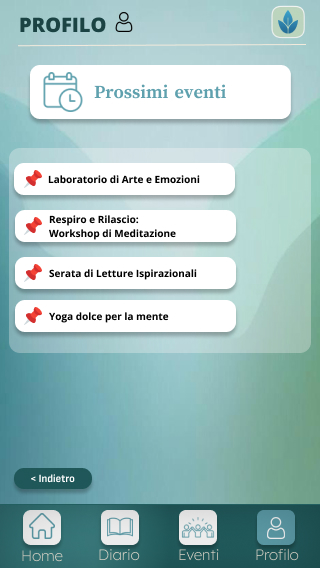 PROFILO
Prossimi eventi
Laboratorio di Arte e Emozioni
Respiro e Rilascio:
Workshop di Meditazione
Serata di Letture Ispirazionali
Yoga dolce per la mente
< Indietro
Home
Diario
Eventi
Profilo